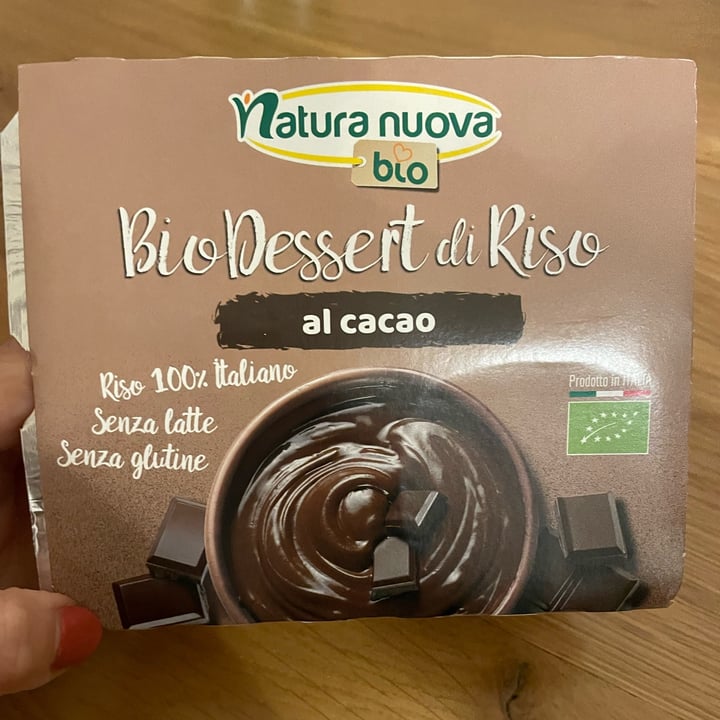 natura nuova
bio
BioDessert di Riso
al cacao
Riso 100% Italiano
Senza latte
Senza glutine
Prodotto in ITALIA